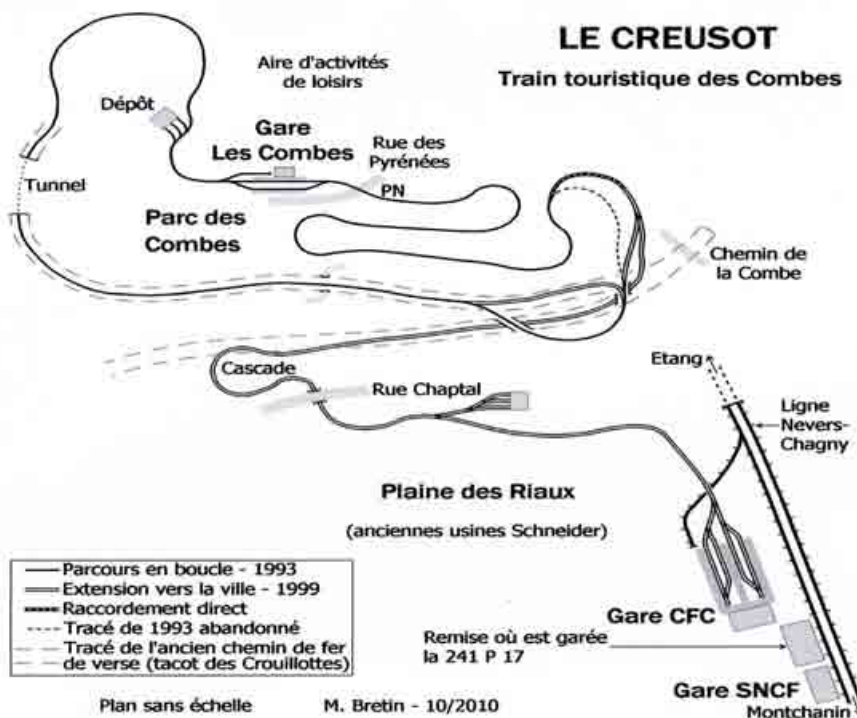 LE CREUSOT
Train touristique des Combes
Aire d'activités
de loisirs
Dépôt
Gare
Les Combes
Rue des
Pyrénées
PN
Tunnel
Parc des
Combes
Chemin de
la Combe
Cascade
Rue Chaptal
Etang
Ligne
Nevers-
Chagny
Plaine des Riaux
(anciennes usines Schneider)
Parcours en boucle - 1993
Extension vers la ville - 1999
Raccordement direct
Tracé de 1993 abandonné
Tracé de l'ancien chemin de fer
de verse (tacot des Crouillottes)
Gare CFC
Remise où est garée
la 241 P 17
Gare SNCF
Montchanin
Plan sans échelle
M. Bretin - 10/2010